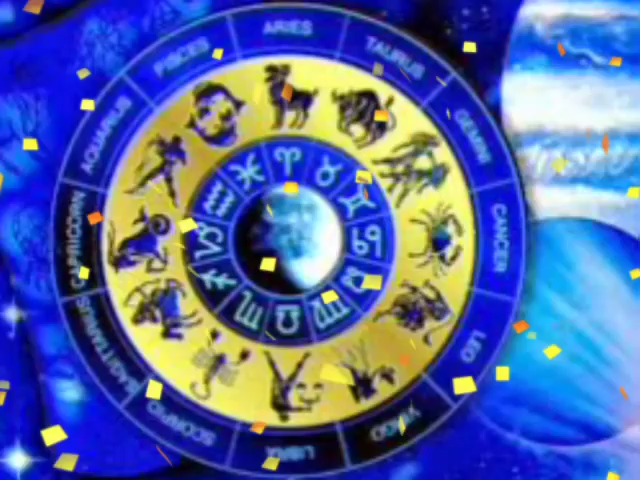 ARIES
TAURUS
GEMINI
CANCER
LEO
VIRGO
LIBRA
SCORPIO
SAGITTARIUS
CAPRICORN
AQUARIUS
PISCES